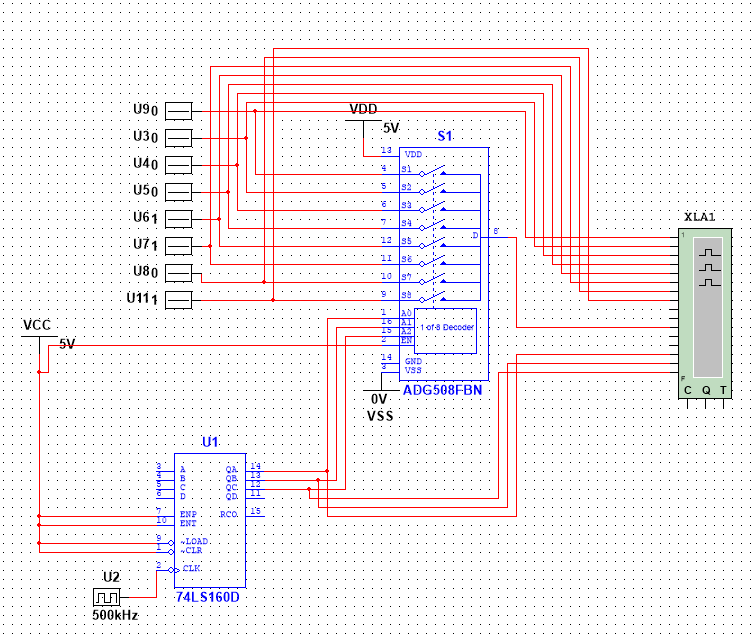 U9 0
U3 0
U4 0
U5 0
U6 1
U7 1
U8 0
U11 1
VDD
5V
S1
13 VDD
4 S1
5 S2
6 S3
7 S4
12 S5
11 S6
10 S7
9 S8
D 8
1 A0
16 A1
15 A2
2 EN
1 of 8 Decoder
14 GND
3 VSS
ADG508FBN
0V
VSS
XLA1
1
F
C Q T
VCC
5V
U1
3 A QA 14
4 B QB 13
5 C QC 12
6 D QD 11
7 ENP RCO 15
10 ENT
9 ~LOAD
1 ~CLR
2 CLK
74LS160D
U2
500kHz